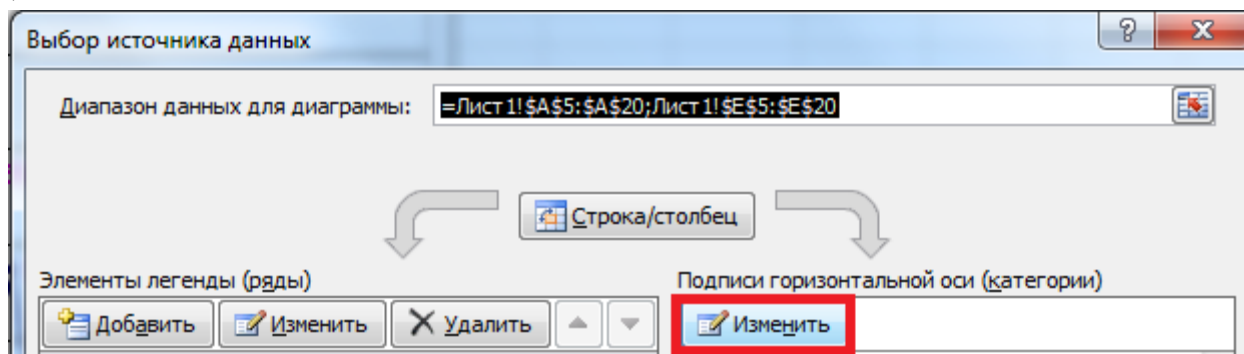 Выбор источника данных
Диапазон данных для диаграммы: =Лист1!$A$5:$A$20;Лист1!$E$5:$E$20
Строка/столбец
Элементы легенды (ряды) Подписи горизонтальной оси (категории)
Добавить Изменить Удалить Изменить